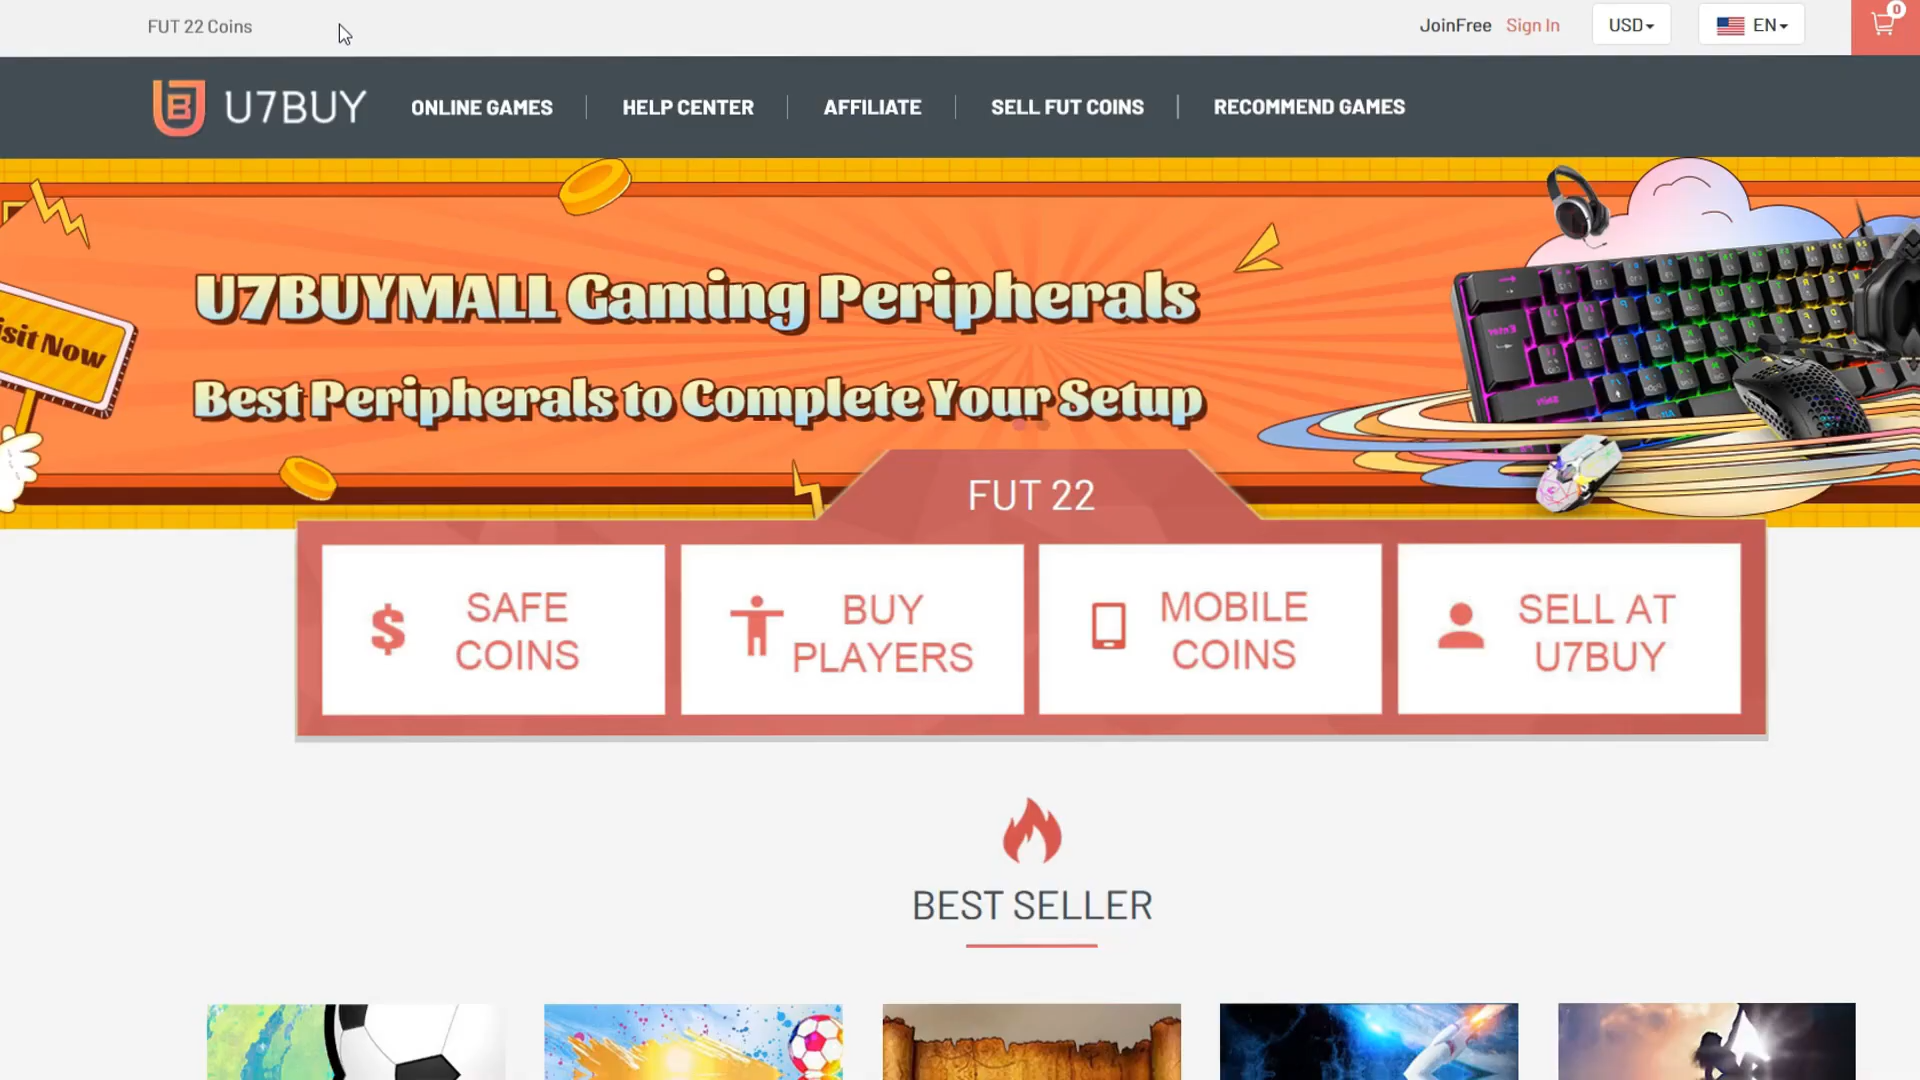 FUT 22 Coins
JoinFree Sign In USD EN 0
U7BUY ONLINE GAMES HELP CENTER AFFILIATE SELL FUT COINS RECOMMEND GAMES
U7BUYMALL Gaming Peripherals
Best Peripherals to Complete Your Setup
Now
FUT 22
SAFE
COINS
BUY
PLAYERS
MOBILE
COINS
SELL AT
U7BUY
BEST SELLER